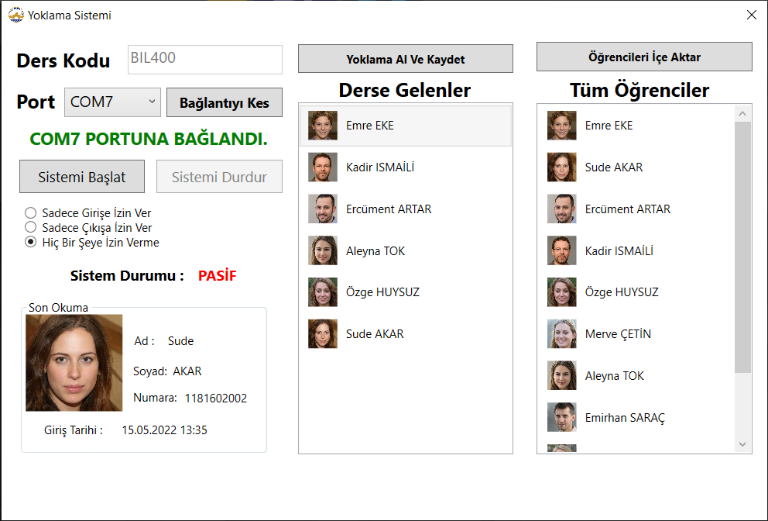 Yoklama Sistemi
Ders Kodu
BIL400
Port
COM7
Bağlantıyı Kes
COM7 PORTUNA BAĞLANDI.
Sistemi Başlat
Sistemi Durdur
Sadece Girişe İzin Ver
Sadece Çıkışa İzin Ver
Hiç Bir Şeye İzin Verme
Sistem Durumu :
PASİF
Son Okuma
Ad :
Sude
Soyad:
AKAR
Numara:
1181602002
Giriş Tarihi :
15.05.2022 13:35
Yoklama Al Ve Kaydet
Derse Gelenler
Emre EKE
Kadir ISMAİLİ
Ercüment ARTAR
Aleyna TOK
Özge HUYSUZ
Sude AKAR
Öğrencileri İçe Aktar
Tüm Öğrenciler
Emre EKE
Sude AKAR
Ercüment ARTAR
Kadir ISMAİLİ
Özge HUYSUZ
Merve ÇETİN
Aleyna TOK
Emirhan SARAÇ